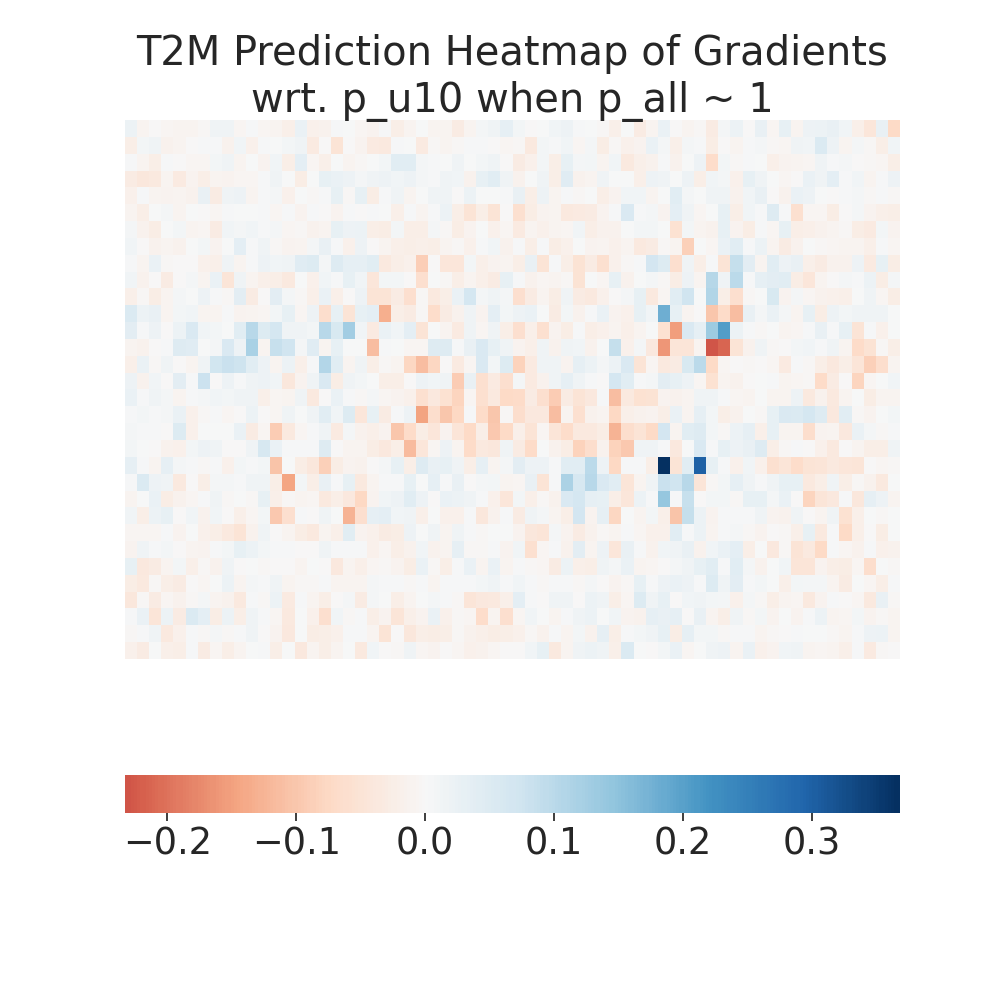 T2M Prediction Heatmap of Gradients
wrt. p_u10 when p_all ~ 1
−0.2 −0.1 0.0 0.1 0.2 0.3